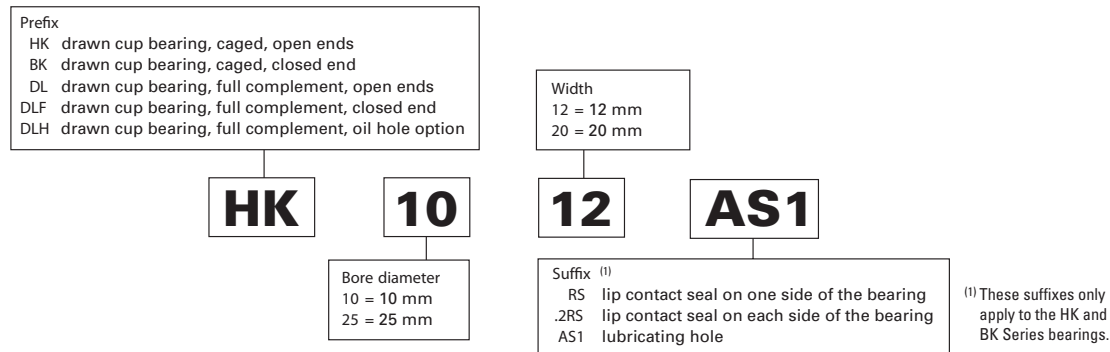 Prefix
HK drawn cup bearing, caged, open ends
BK drawn cup bearing, caged, closed end
DL drawn cup bearing, full complement, open ends
DLF drawn cup bearing, full complement, closed end
DLH drawn cup bearing, full complement, oil hole option
Width
12 = 12 mm
20 = 20 mm
HK 10 12 AS1
Bore diameter
10 = 10 mm
25 = 25 mm
Suffix (1)
RS lip contact seal on one side of the bearing
.2RS lip contact seal on each side of the bearing
AS1 lubricating hole
(1) These suffixes only
apply to the HK and
BK Series bearings.